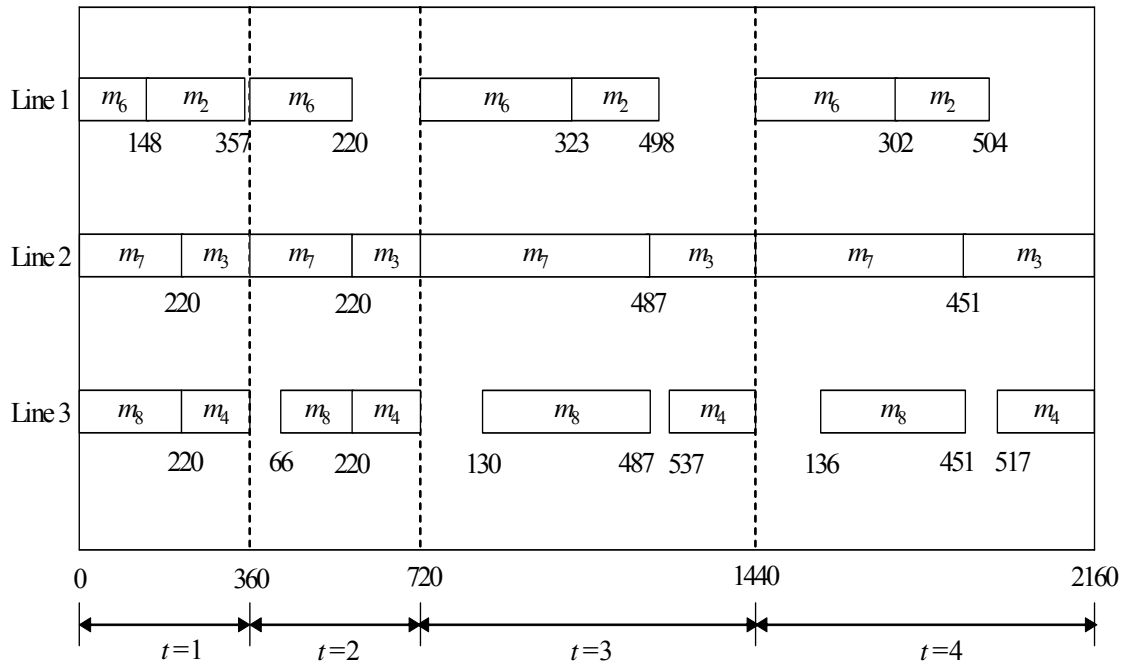 Line 1 m6 m2 m6 m6 m2 m6 m2
148 357 220 323 498 302 504
Line 2 m7 m3 m7 m3 m7 m3 m7 m3
220 220 487 451
Line 3 m8 m4 m8 m4 m8 m4 m8 m4
220 66 220 130 487 537 136 451 517
0 360 720 1440 2160
t=1 t=2 t=3 t=4